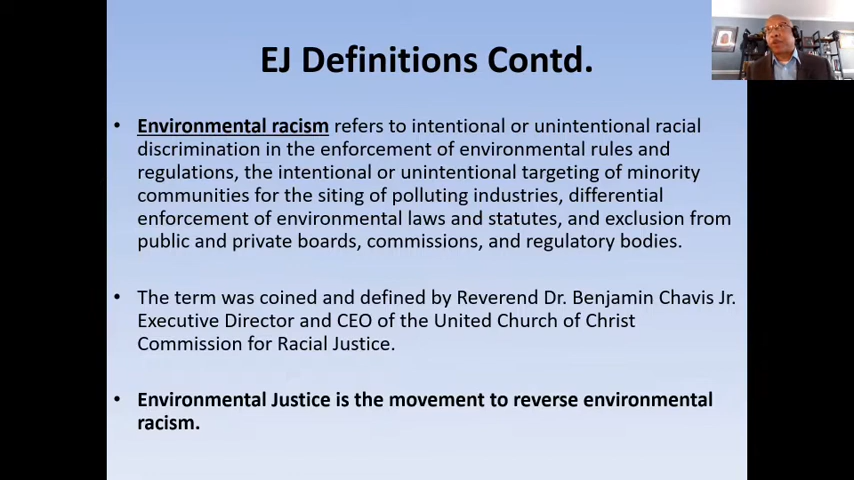 EJ Definitions Contd.
• Environmental racism refers to intentional or unintentional racial
discrimination in the enforcement of environmental rules and
regulations, the intentional or unintentional targeting of minority
communities for the siting of polluting industries, differential
enforcement of environmental laws and statutes, and exclusion from
public and private boards, commissions, and regulatory bodies.
• The term was coined and defined by Reverend Dr. Benjamin Chavis Jr.
Executive Director and CEO of the United Church of Christ
Commission for Racial Justice.
• Environmental Justice is the movement to reverse environmental
racism.